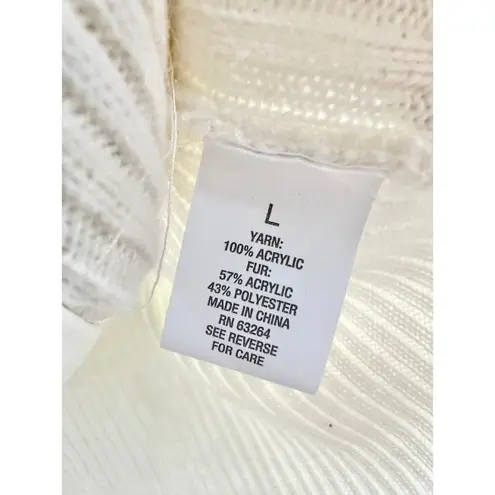 L
YARN:
100% ACRYLIC
FUR:
57% ACRYLIC
43% POLYESTER
MADE IN CHINA
RN 63264
SEE REVERSE
FOR CARE